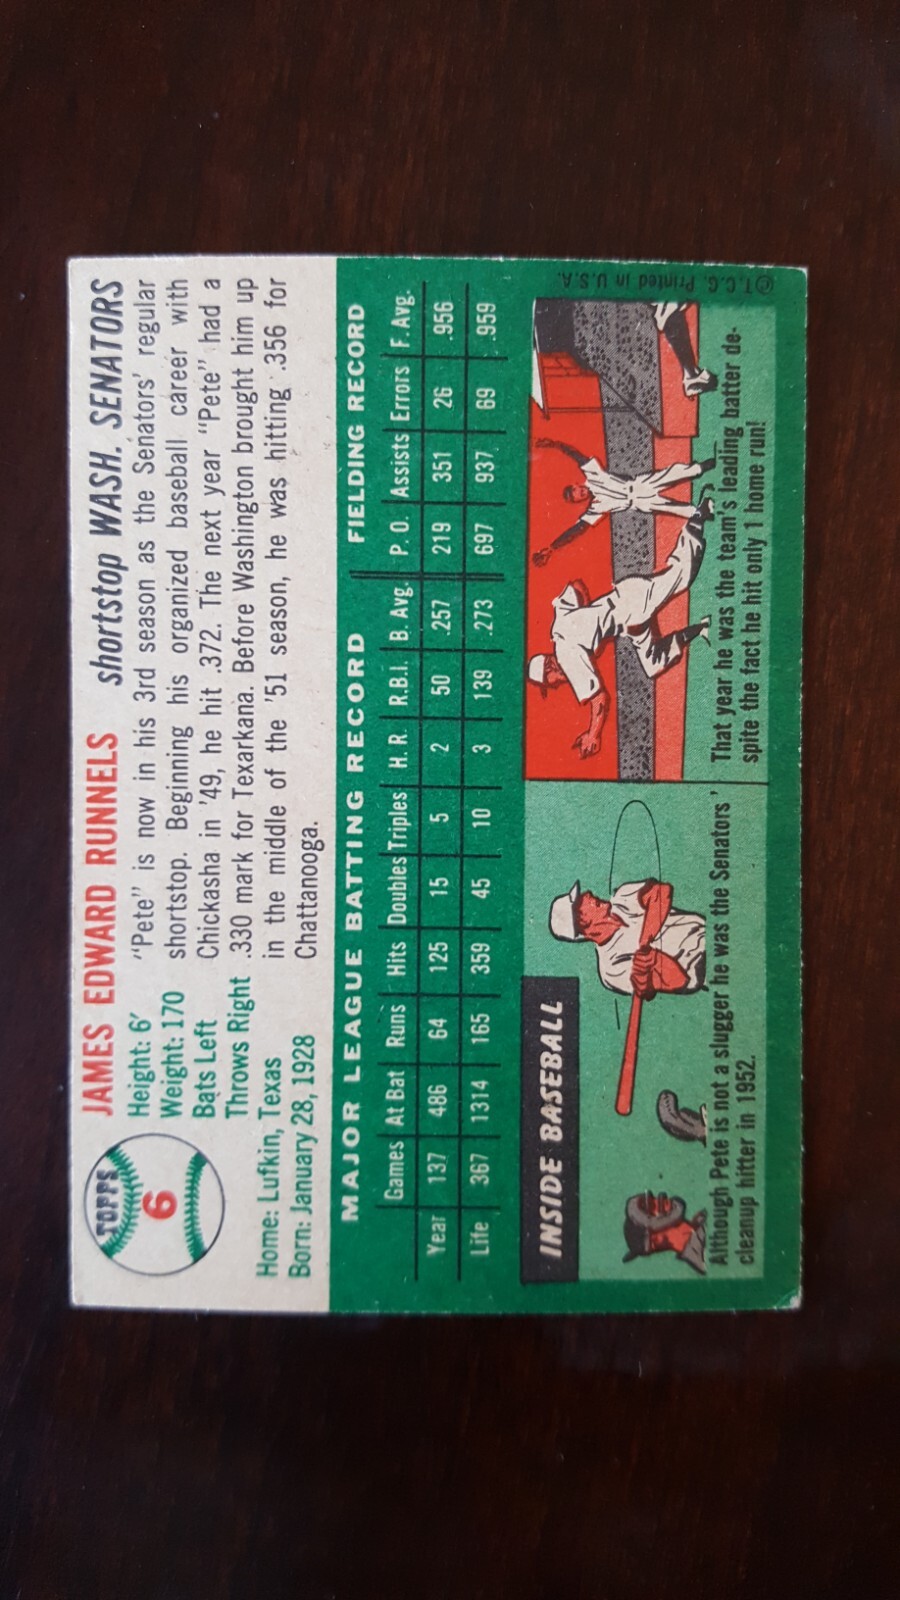 TOPPS
6
JAMES EDWARD RUNNELS shortstop WASH. SENATORS
Height: 6'
Weight: 170
Bats Left
Throws Right
Home: Lufkin, Texas
Born: January 28, 1928
"Pete" is now in his 3rd season as the Senators' regular
shortstop. Beginning his organized baseball career with
Chickasha in '49, he hit .372. The next year "Pete" had a
.330 mark for Texarkana. Before Washington brought him up
in the middle of the '51 season, he was hitting .356 for
Chattanooga.
MAJOR LEAGUE BATTING RECORD FIELDING RECORD
Games At Bat Runs Hits Doubles Triples H. R. R.B.I. B. Avg. P. O. Assists Errors F. Avg.
Year 137 486 64 125 15 5 2 50 .257 219 351 26 .956
Life 367 1314 165 359 45 10 3 139 .273 697 937 69 .959
INSIDE BASEBALL
Although Pete is not a slugger he was the Senators'
cleanup hitter in 1952.
That year he was the team's leading batter de-
spite the fact he hit only 1 home run!
©T.C.G. Printed in U.S.A.